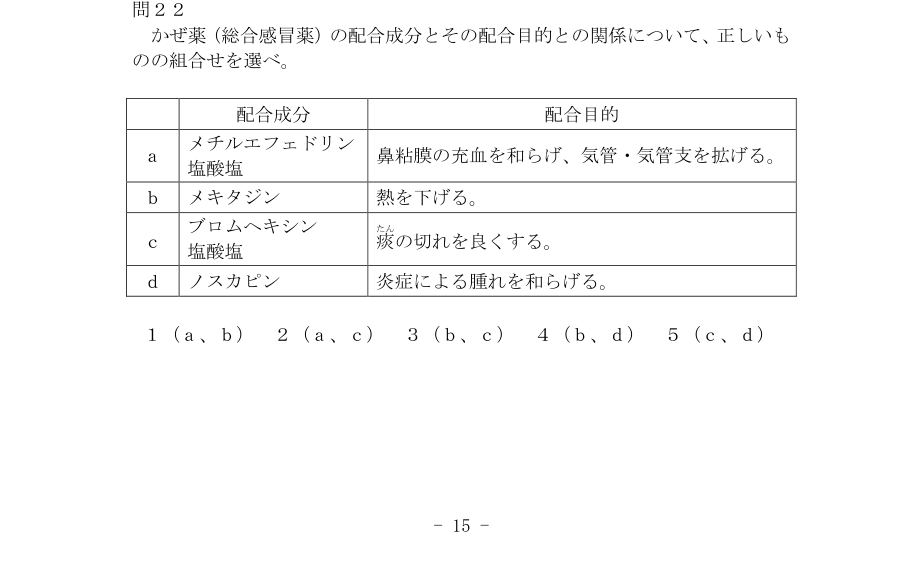 問２２
かぜ薬（総合感冒薬）の配合成分とその配合目的との関係について、正しいも
のの組合せを選べ。
配合成分 配合目的
a メチルエフェドリン塩酸塩 鼻粘膜の充血を和らげ、気管・気管支を拡げる。
b メキタジン 熱を下げる。
c ブロムヘキシン塩酸塩 痰(たん)の切れを良くする。
d ノスカピン 炎症による腫れを和らげる。
１（a、b） ２（a、c） ３（b、c） ４（b、d） ５（c、d）
- 15 -